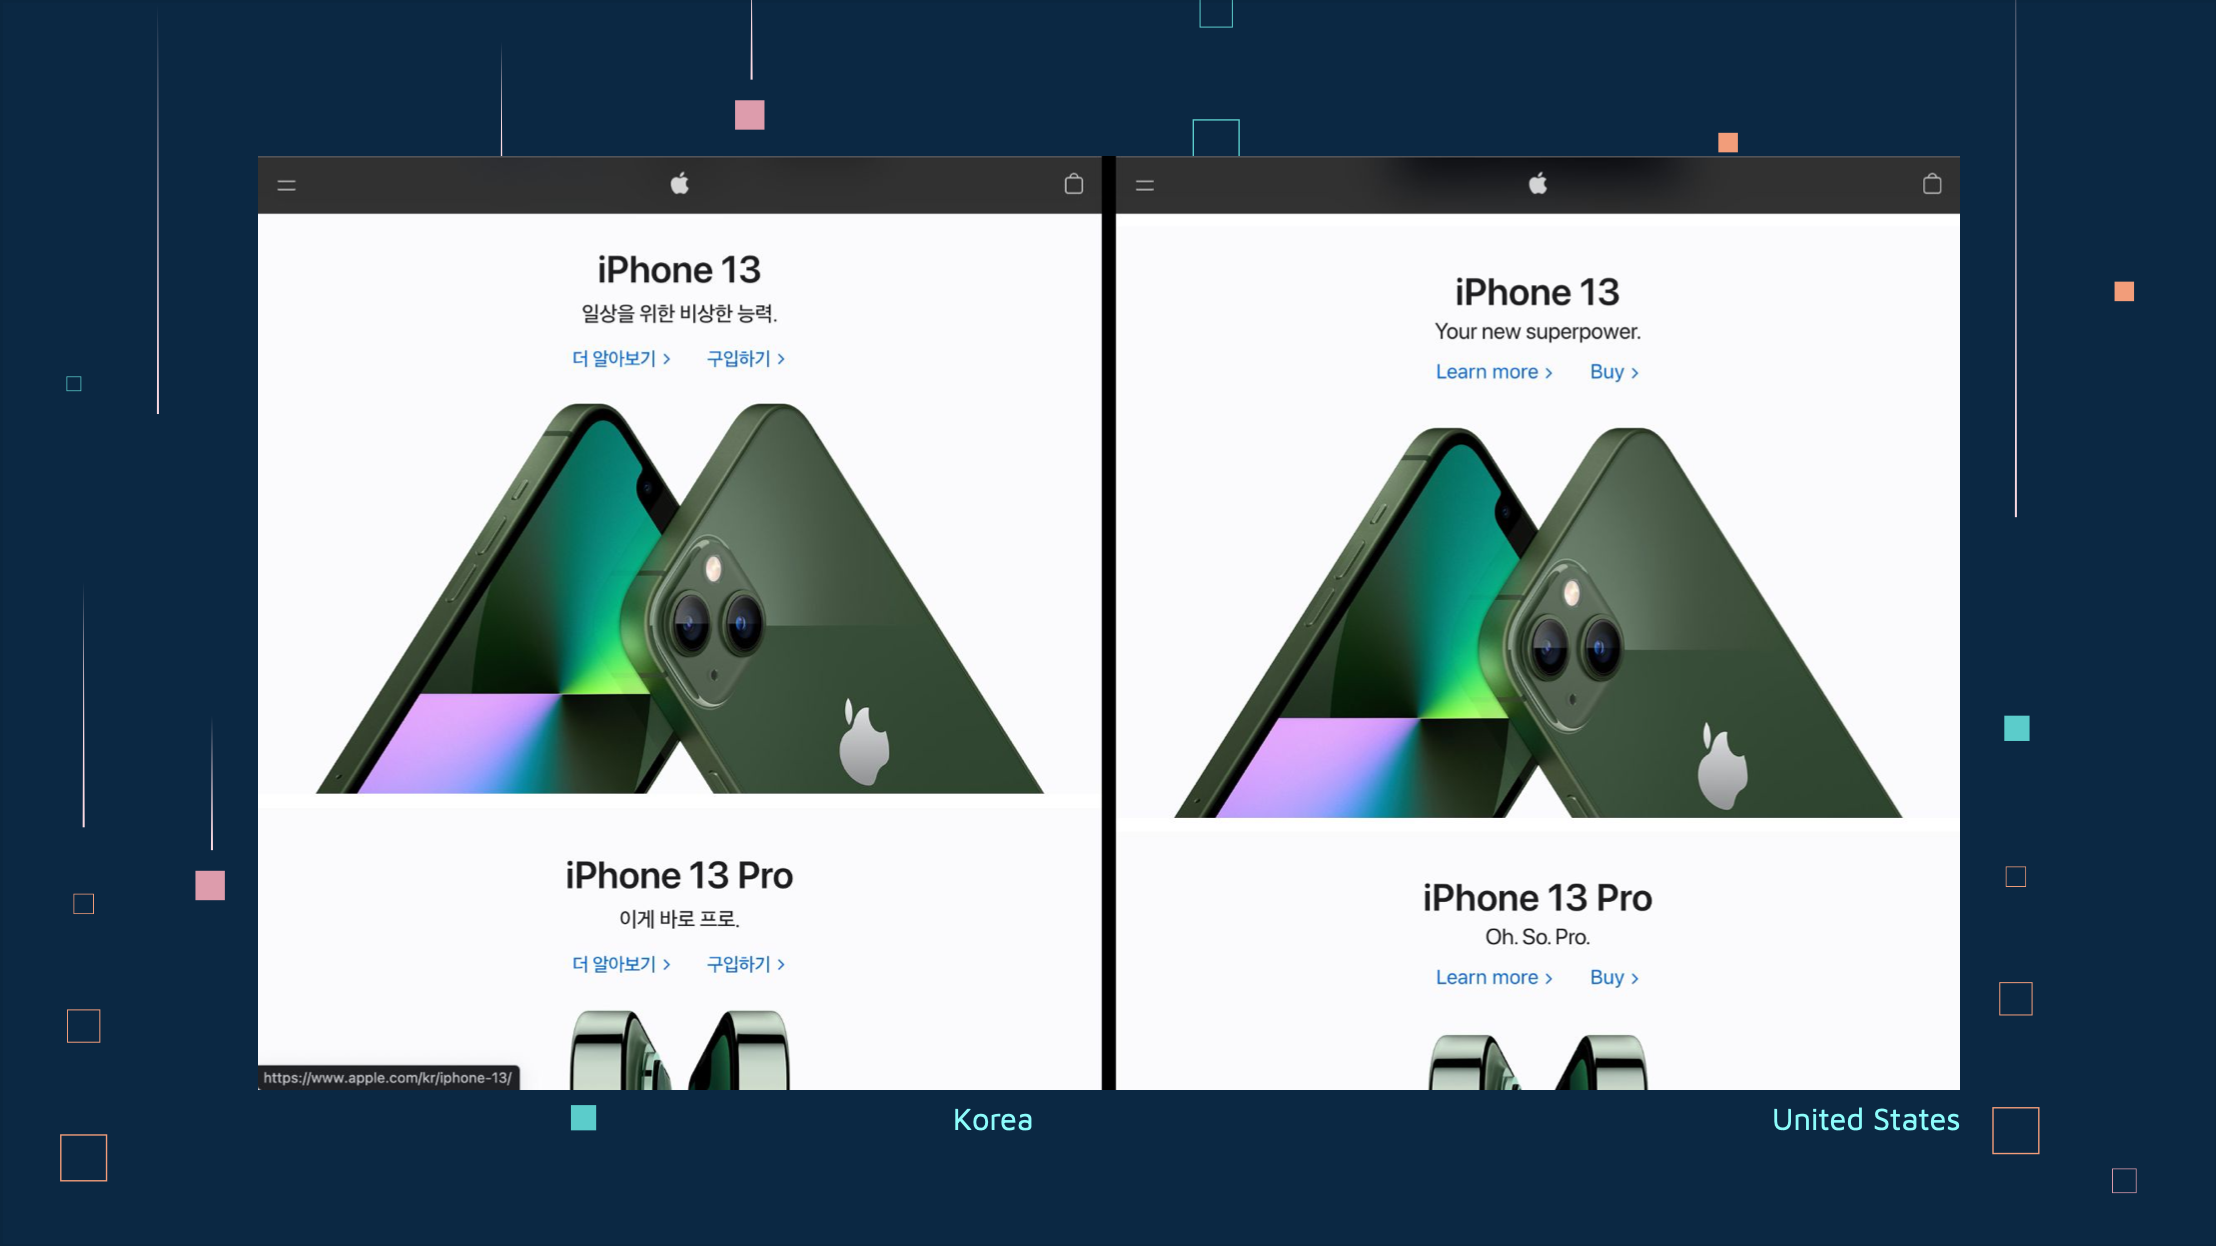 iPhone 13
일상을 위한 비상한 능력.
더 알아보기 > 구입하기 >
iPhone 13 Pro
이게 바로 프로.
더 알아보기 > 구입하기 >
https://www.apple.com/kr/iphone-13/
iPhone 13
Your new superpower.
Learn more > Buy >
iPhone 13 Pro
Oh. So. Pro.
Learn more > Buy >
Korea
United States